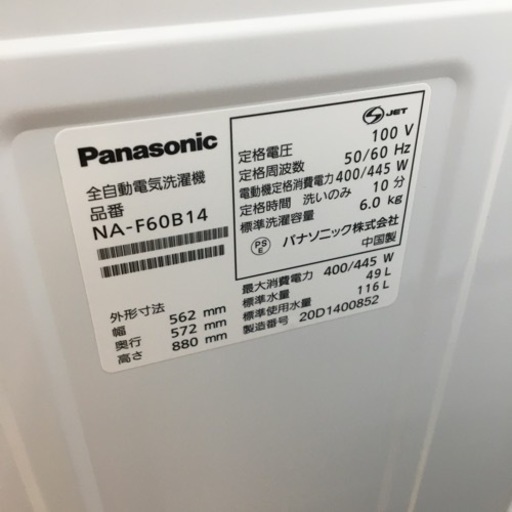 Panasonic
全自動電気洗濯機
品番
NA-F60B14
外形寸法
幅 562 mm
奥行 572 mm
高さ 880 mm
S JET
定格電圧 100 V
定格周波数 50/60 Hz
電動機定格消費電力 400/445 W
定格時間 洗いのみ 10 分
標準洗濯容量 6.0 kg
PS E パナソニック株式会社
中国製
最大消費電力 400/445 W
標準水量 49 L
標準使用水量 116 L
製造番号 20D1400852